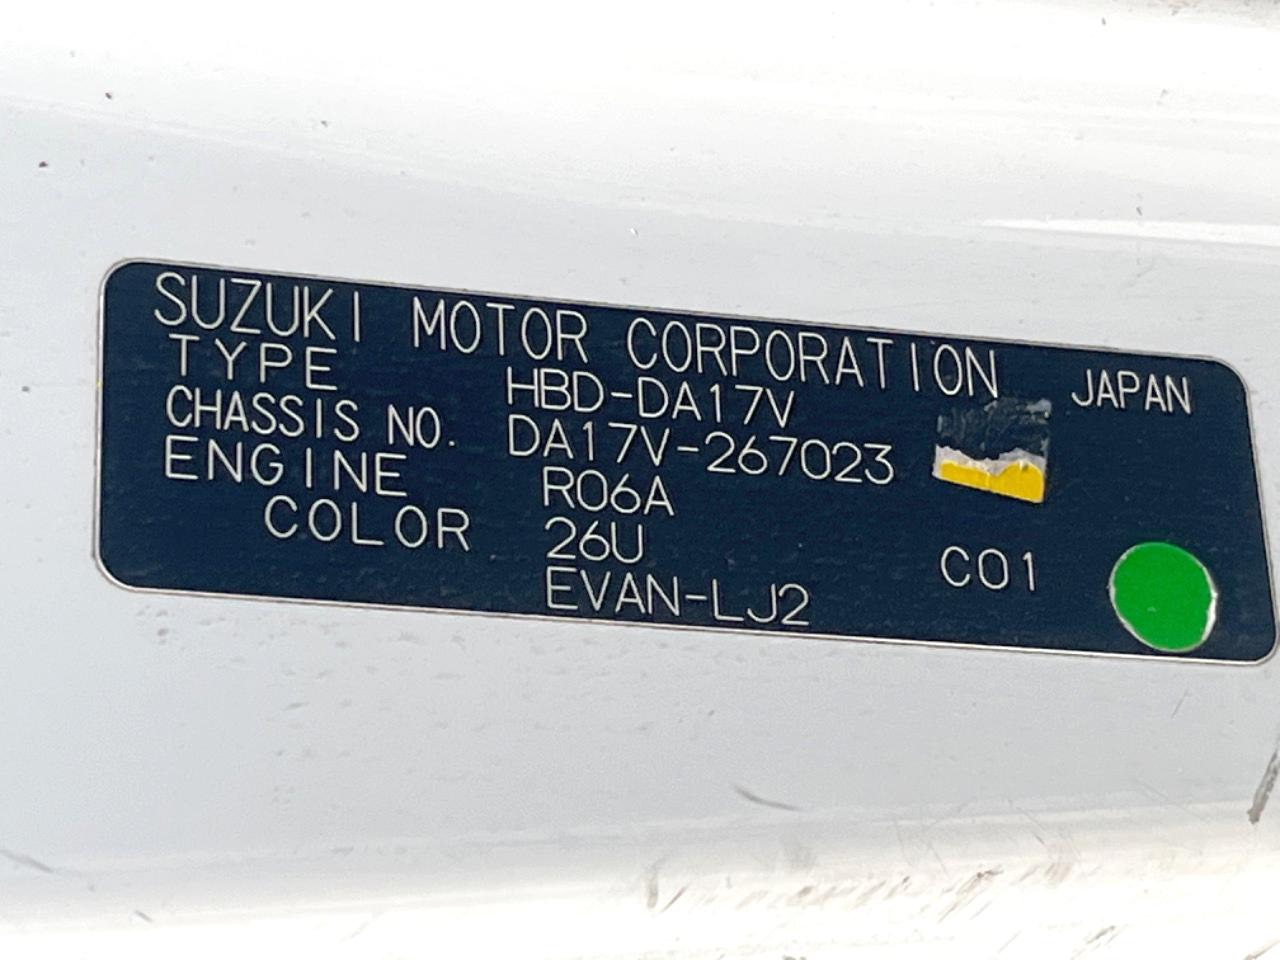 SUZUKI MOTOR CORPORATION JAPAN
TYPE HBD-DA17V
CHASSIS NO. DA17V-267023
ENGINE R06A
COLOR 26U C01
EVAN-LJ2